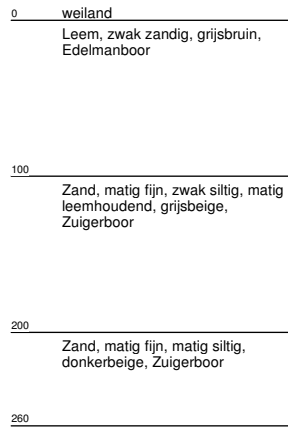 0 weiland
Leem, zwak zandig, grijsbruin,
Edelmanboor
100
Zand, matig fijn, zwak siltig, matig
leemhoudend, grijsbeige,
Zuigerboor
200
Zand, matig fijn, matig siltig,
donkerbeige, Zuigerboor
260